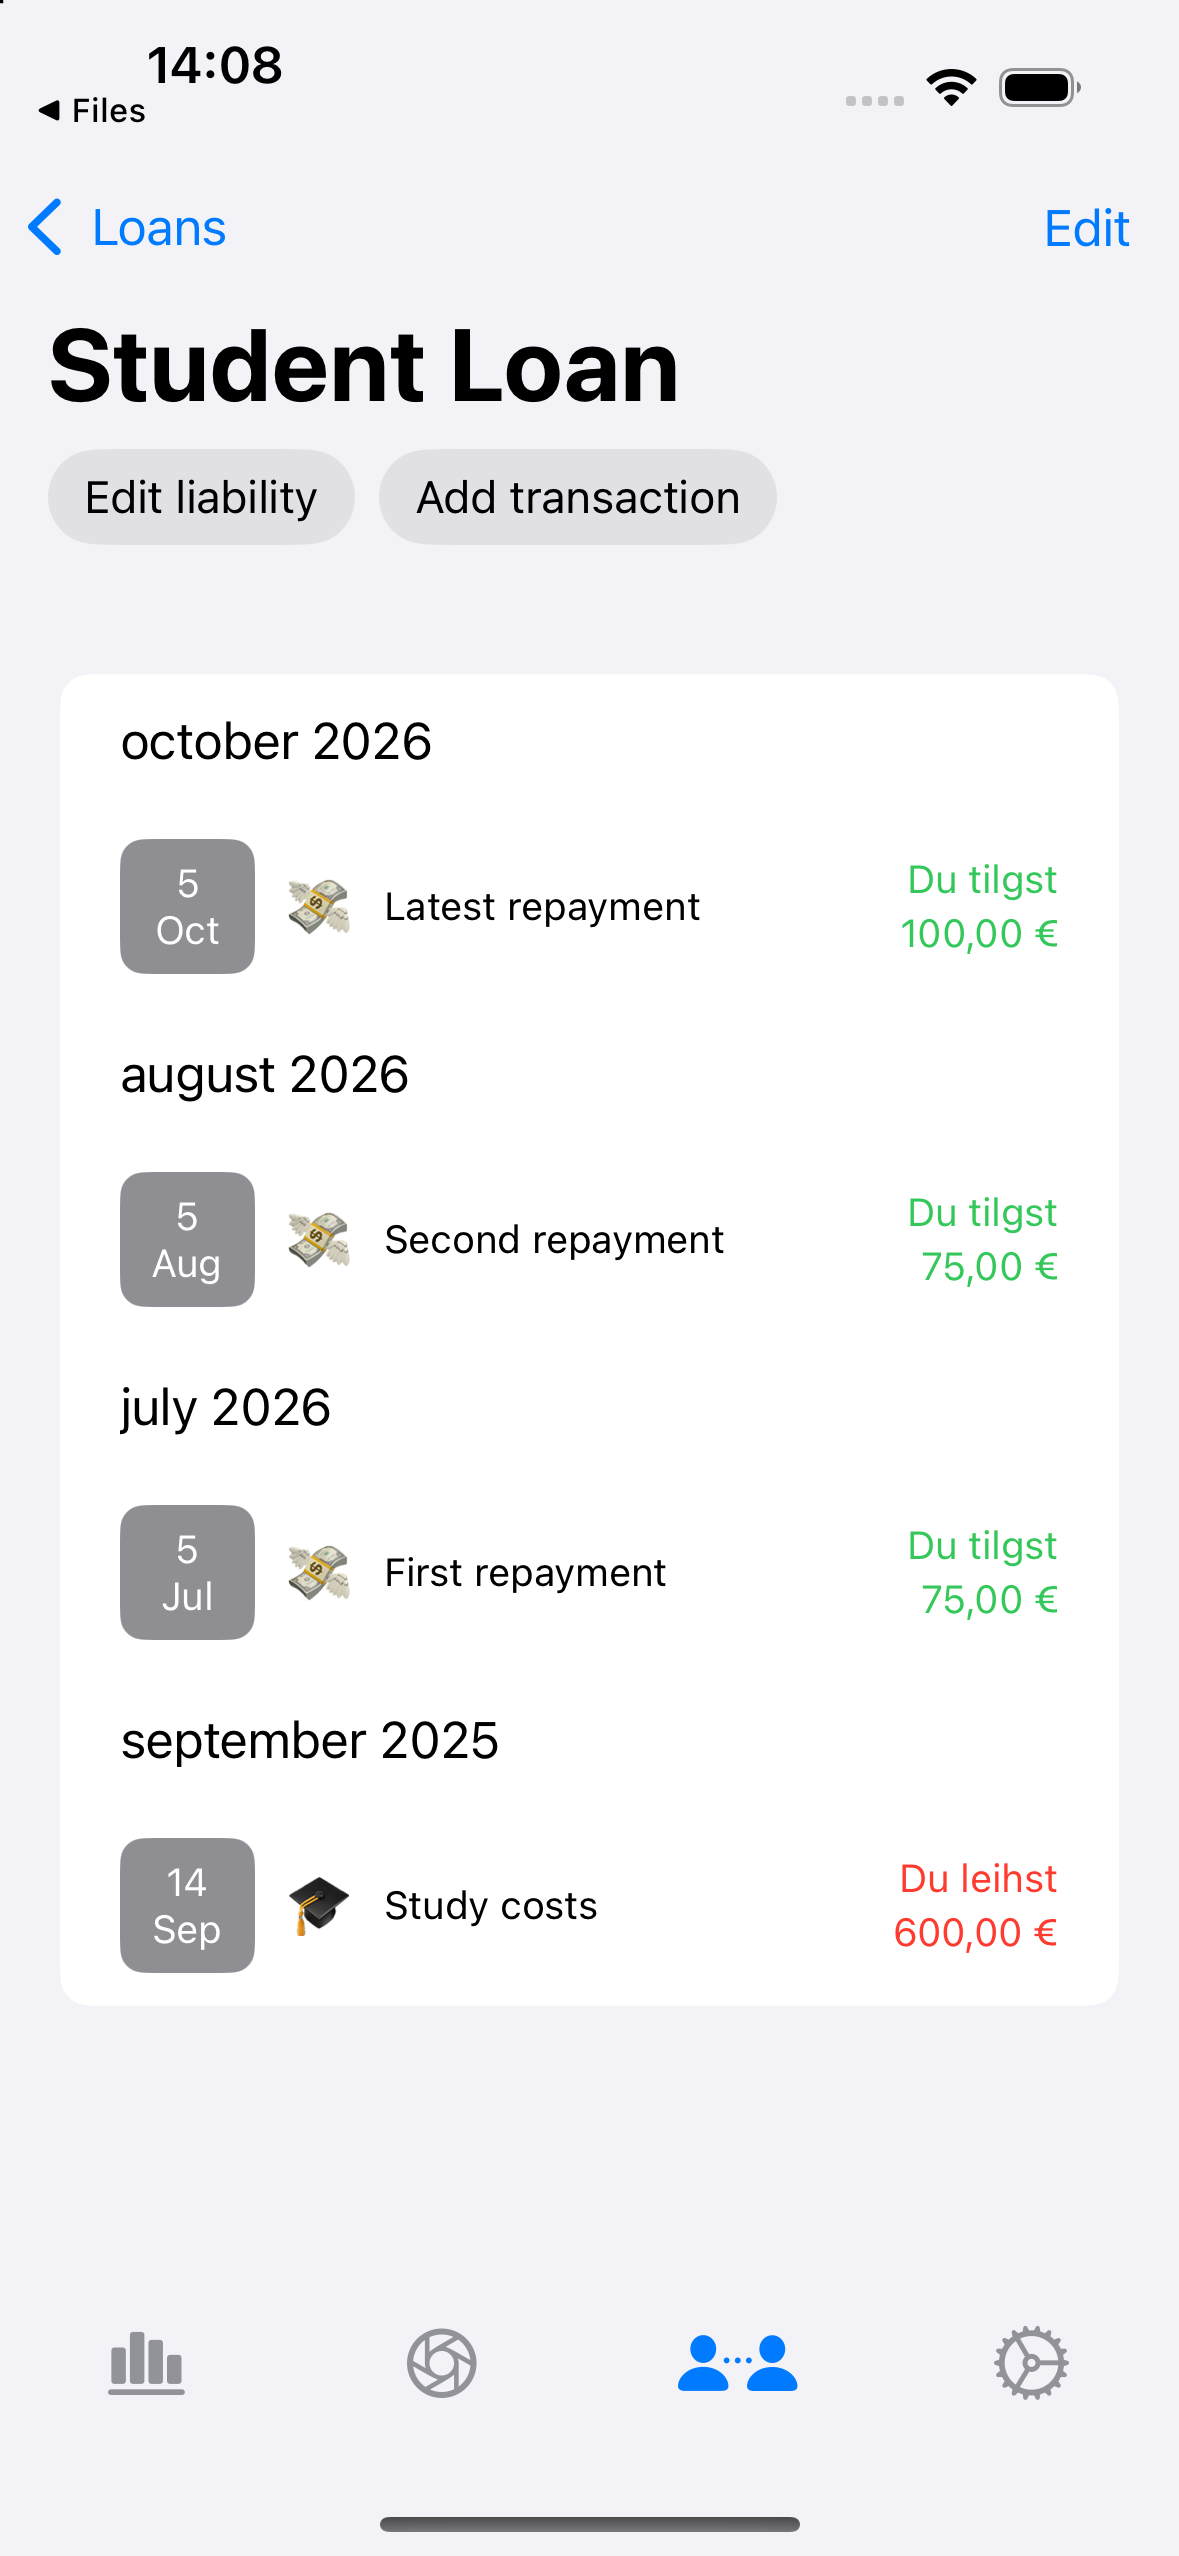 14:08
◀ Files
Loans
Edit
Student Loan
Edit liability
Add transaction
october 2026
5
Oct
Latest repayment
Du tilgst
100,00 €
august 2026
5
Aug
Second repayment
Du tilgst
75,00 €
july 2026
5
Jul
First repayment
Du tilgst
75,00 €
september 2025
14
Sep
Study costs
Du leihst
600,00 €